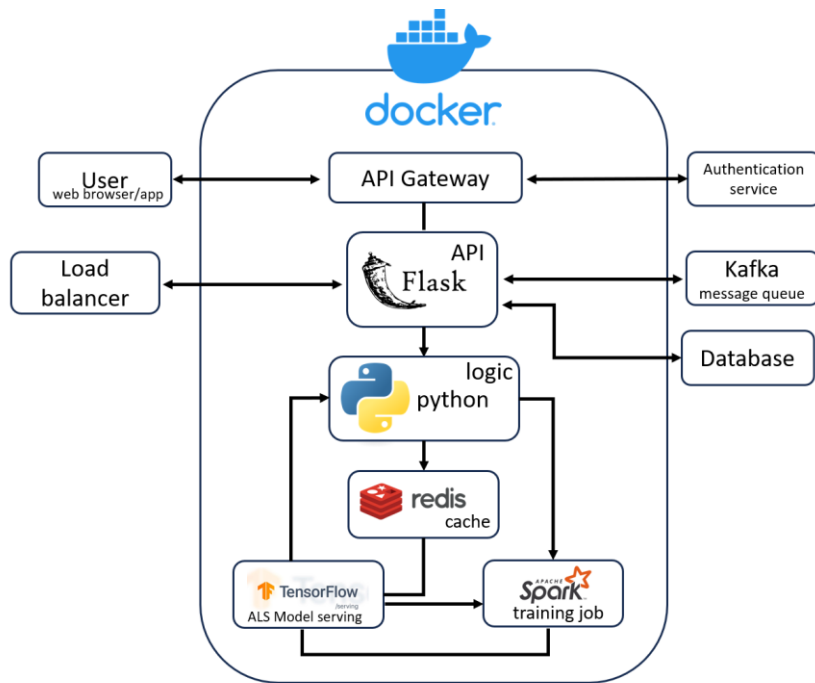 docker
User
web browser/app
API Gateway
Authentication
service
API
Flask
Load
balancer
Kafka
message queue
Database
logic
python
redis
cache
TensorFlow
/serving
ALS Model serving
APACHE
Spark
training job